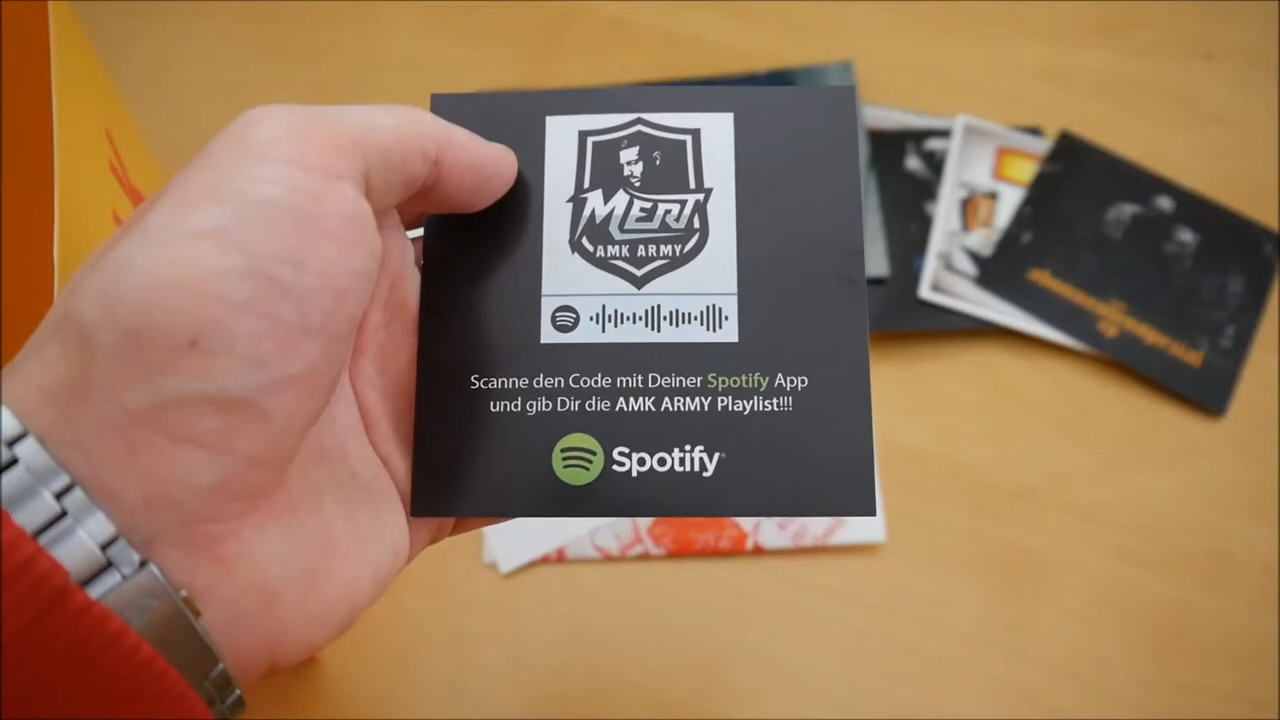 MERT
AMK ARMY
Scanne den Code mit Deiner Spotify App
und gib Dir die AMK ARMY Playlist!!!
Spotify